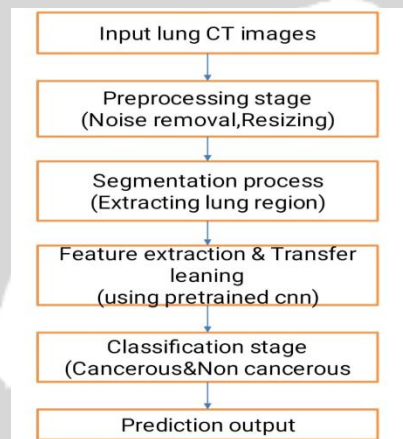 Input lung CT images
Preprocessing stage
(Noise removal,Resizing)
Segmentation process
(Extracting lung region)
Feature extraction & Transfer
leaning
(using pretrained cnn)
Classification stage
(Cancerous&Non cancerous
Prediction output